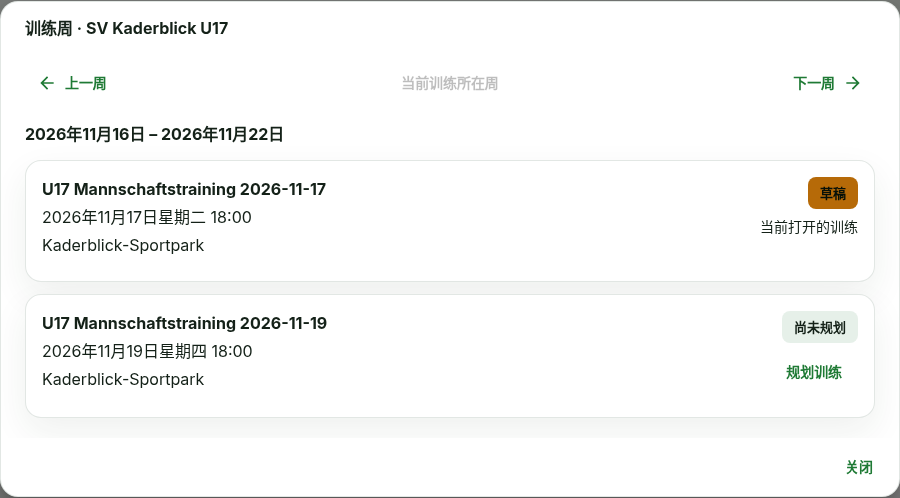 训练周 · SV Kaderblick U17
上一周
当前训练所在周
下一周
2026年11月16日 – 2026年11月22日
U17 Mannschaftstraining 2026-11-17
草稿
2026年11月17日星期二 18:00
当前打开的训练
Kaderblick-Sportpark
U17 Mannschaftstraining 2026-11-19
尚未规划
2026年11月19日星期四 18:00
规划训练
Kaderblick-Sportpark
关闭